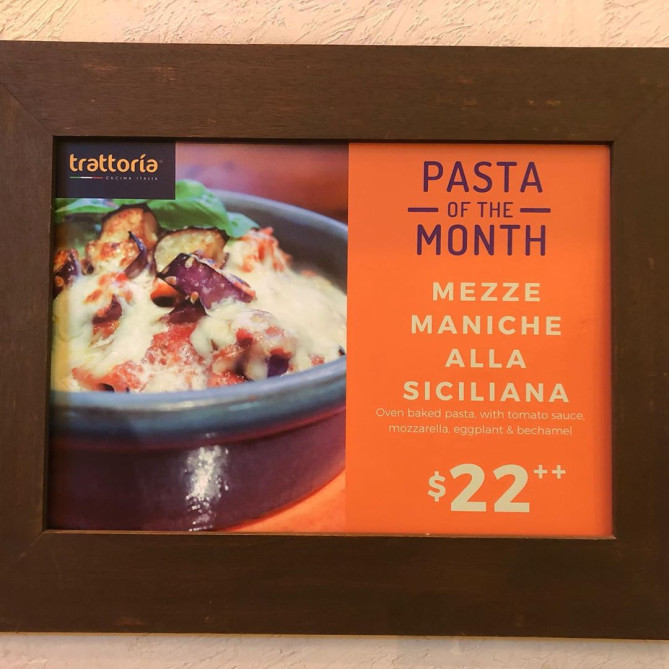 trattoría
CUCINA ITALIA
PASTA
OF THE
MONTH
MEZZE
MANICHE
ALLA
SICILIANA
Oven baked pasta, with tomato sauce,
mozzarella, eggplant & bechamel
$22++